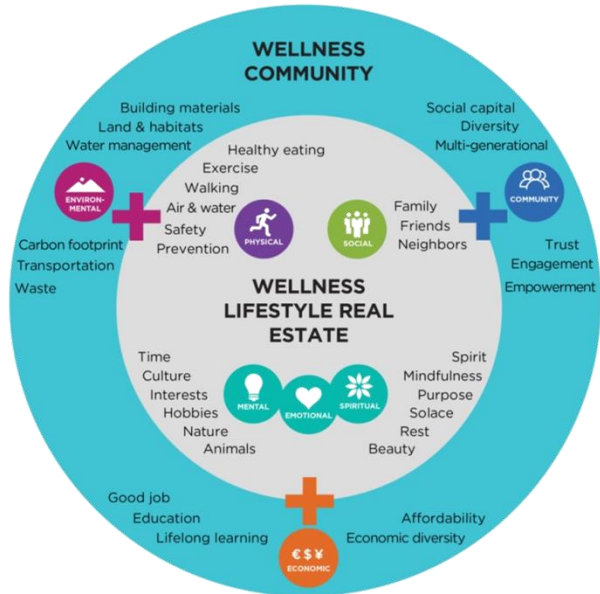 WELLNESS
COMMUNITY
Building materials
Land & habitats
Water management
ENVIRON-
MENTAL
Carbon footprint
Transportation
Waste
Social capital
Diversity
Multi-generational
COMMUNITY
Trust
Engagement
Empowerment
Healthy eating
Exercise
Walking
Air & water
Safety
Prevention
PHYSICAL
SOCIAL
Family
Friends
Neighbors
WELLNESS
LIFESTYLE REAL
ESTATE
Time
Culture
Interests
Hobbies
Nature
Animals
MENTAL
EMOTIONAL
SPIRITUAL
Spirit
Mindfulness
Purpose
Solace
Rest
Beauty
Good job
Education
Lifelong learning
€ $ ¥
ECONOMIC
Affordability
Economic diversity